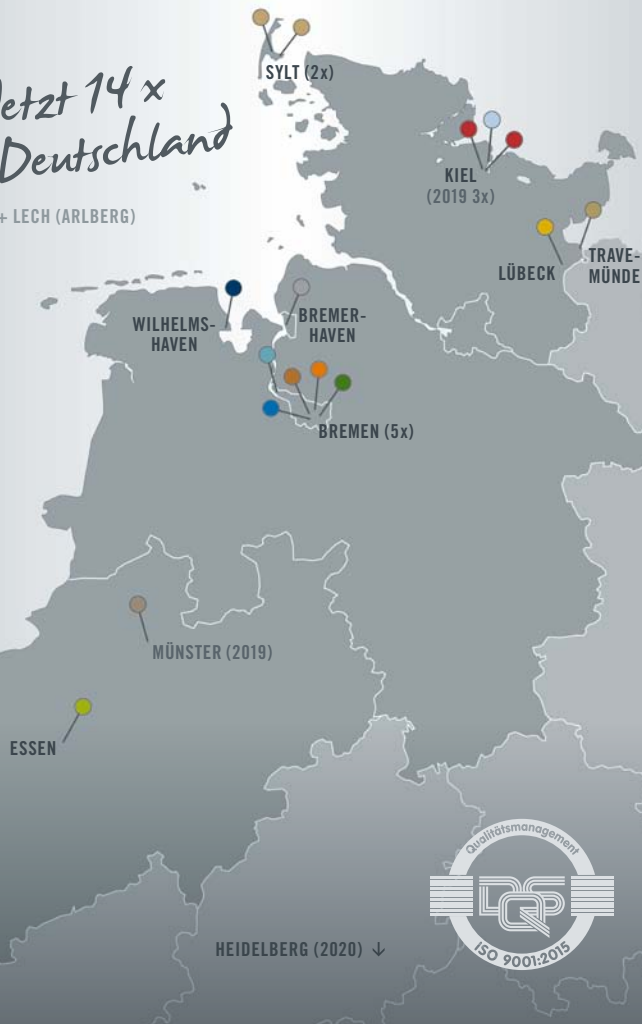 SYLT (2x)
Jetzt 14 x
Deutschland
+ LECH (ARLBERG)
KIEL
(2019 3x)
LÜBECK
TRAVE-
MÜNDE
WILHELMS-
HAVEN
BREMER-
HAVEN
BREMEN (5x)
MÜNSTER (2019)
ESSEN
HEIDELBERG (2020) ↓
Qualitätsmanagement
DQS
ISO 9001:2015